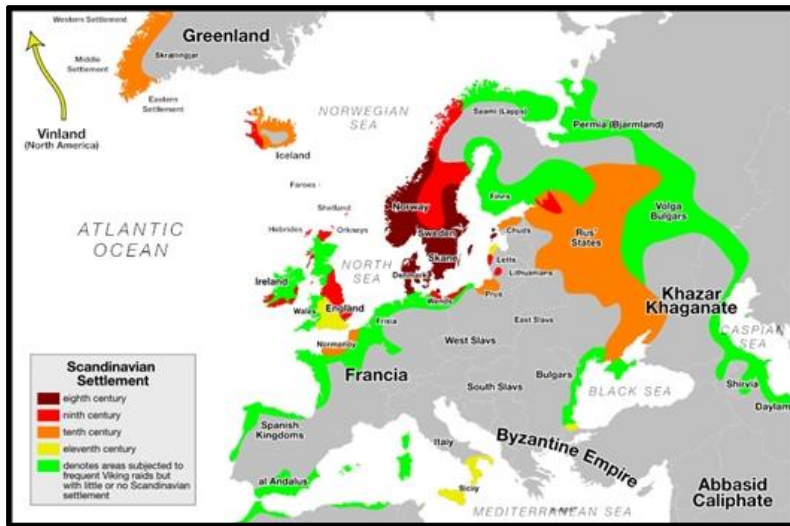 Western Settlement
Greenland
Skrælingjar
Middle
Settlement
Eastern
Settlement
Vinland
(North America)
NORWEGIAN
SEA
Iceland
Saami (Lapps)
Permia (Bjarmland)
Faroes
Finns
Norway
Volga
Bulgars
ATLANTIC
OCEAN
Shetland
Hebrides
Orkneys
Sweden
Chuds
Rus'
States
Skane
NORTH
SEA
Letts
Denmark
Lithuanians
Ireland
Khazar
Khaganate
Wends
Prus
Wales
England
Frisia
East Slavs
CASPIAN
SEA
Normandy
West Slavs
Francia
Bulgars
BLACK SEA
Shirvia
South Slavs
Daylam
Spanish
Kingdoms
Italy
Byzantine Empire
al Andalus
Sicily
Abbasid
Caliphate
MEDITERRANEAN SEA
Scandinavian
Settlement
eighth century
ninth century
tenth century
eleventh century
denotes areas subjected to
frequent Viking raids but
with little or no Scandinavian
settlement